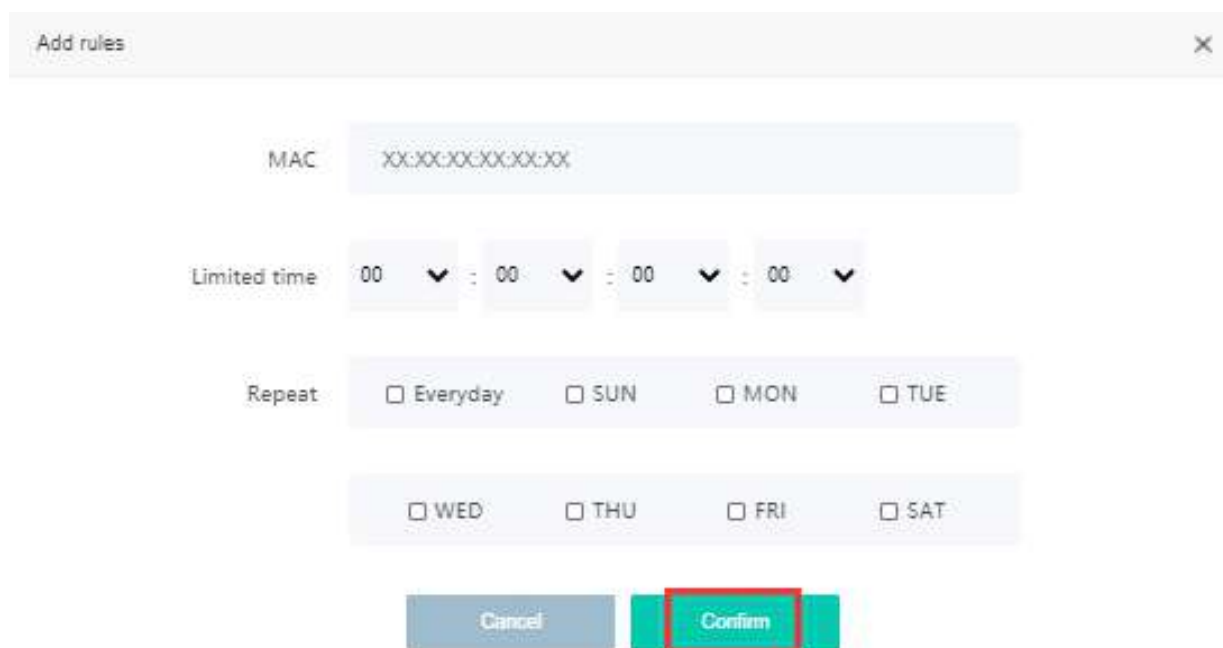 Add rules ×
MAC XX:XX:XX:XX:XX:XX
Limited time 00 : 00 : 00 : 00
Repeat Everyday SUN MON TUE
WED THU FRI SAT
Cancel Confirm